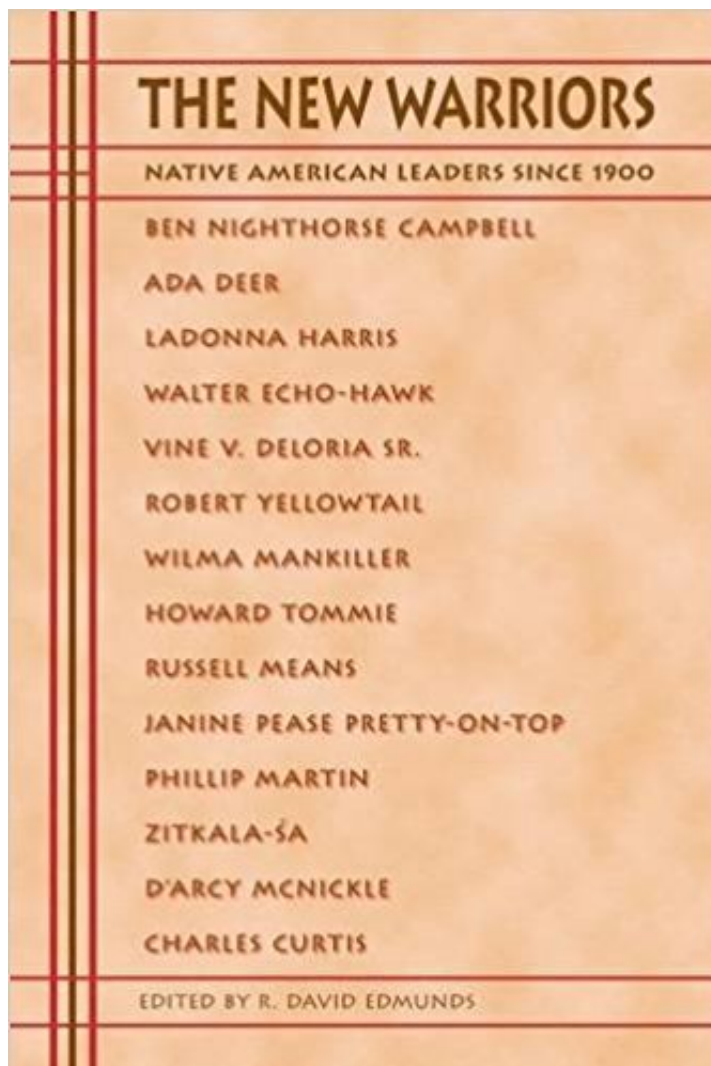 THE NEW WARRIORS
NATIVE AMERICAN LEADERS SINCE 1900
BEN NIGHTHORSE CAMPBELL
ADA DEER
LADONNA HARRIS
WALTER ECHO-HAWK
VINE V. DELORIA SR.
ROBERT YELLOWTAIL
WILMA MANKILLER
HOWARD TOMMIE
RUSSELL MEANS
JANINE PEASE PRETTY-ON-TOP
PHILLIP MARTIN
ZITKALA-ŚA
D'ARCY MCNICKLE
CHARLES CURTIS
EDITED BY R. DAVID EDMUNDS